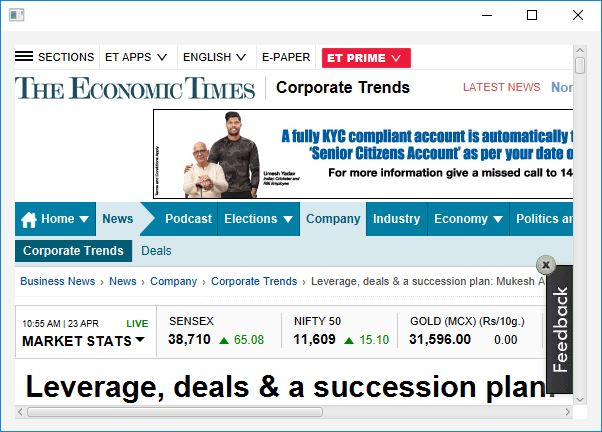 SECTIONS ET APPS ENGLISH E-PAPER ET PRIME
THE ECONOMIC TIMES Corporate Trends LATEST NEWS
A fully KYC compliant account is automatically
'Senior Citizens Account' as per your date
For more information give a missed call to 14
Umesh Yadav
Indian Cricketer and
RBI Employee
Terms and Conditions Apply
Home News Podcast Elections Company Industry Economy Politics
Corporate Trends Deals
Business News › News › Company › Corporate Trends › Leverage, deals & a succession plan: Mukesh
x
Feedback
10:55 AM | 23 APR LIVE
MARKET STATS
SENSEX
38,710 ▲ 65.08
NIFTY 50
11,609 ▲ 15.10
GOLD (MCX) (Rs/10g.)
31,596.00 0.00
Leverage, deals & a succession plan: